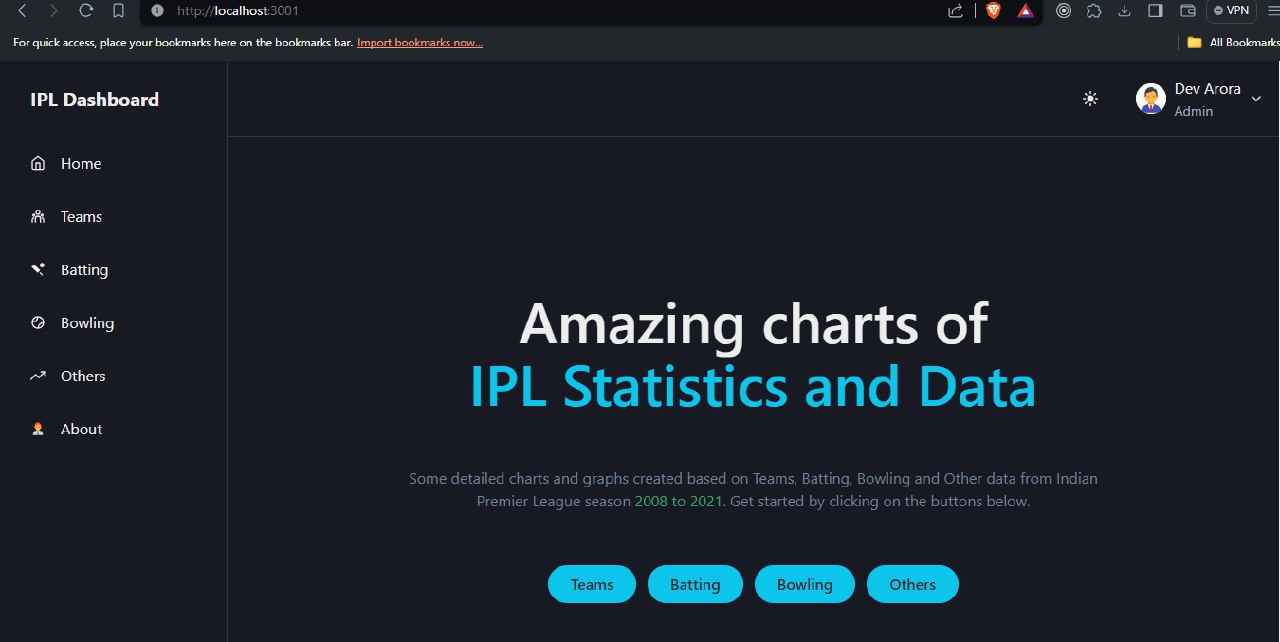 http://localhost:3001
VPN
For quick access, place your bookmarks here on the bookmarks bar. Import bookmarks now...
All Bookmarks
IPL Dashboard
Dev Arora
Admin
Home
Teams
Batting
Bowling
Others
About
Amazing charts of
IPL Statistics and Data
Some detailed charts and graphs created based on Teams, Batting, Bowling and Other data from Indian
Premier League season 2008 to 2021. Get started by clicking on the buttons below.
Teams
Batting
Bowling
Others